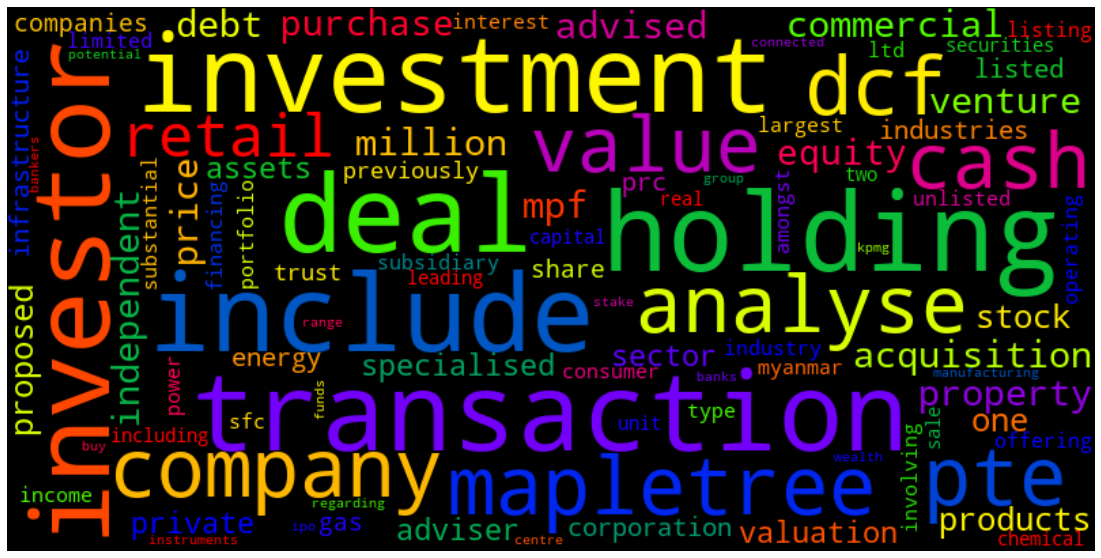 companies
debt
purchase
interest
advised
commercial
listing
limited
potential
connected
ltd
securities
listed
investment
dcf
venture
infrastructure
investor
retail
million
value
largest
industries
equity
cash
bankers
assets
previously
prc
group
two
unlisted
real
substantial
price
financing
portfolio
independent
deal
mpf
capital
holding
amongst
kpmg
operating
trust
subsidiary
leading
share
stake
include
range
analyse
stock
proposed
energy
specialised
consumer
sector
industry
banks
myanmar
acquisition
manufacturing
power
transaction
funds
sfc
unit
type
property
one
sale
offering
including
buy
company
mapletree
wealth
involving
pte
income
regarding
private
ipo
gas
adviser
corporation
centre
valuation
products
chemical
instruments